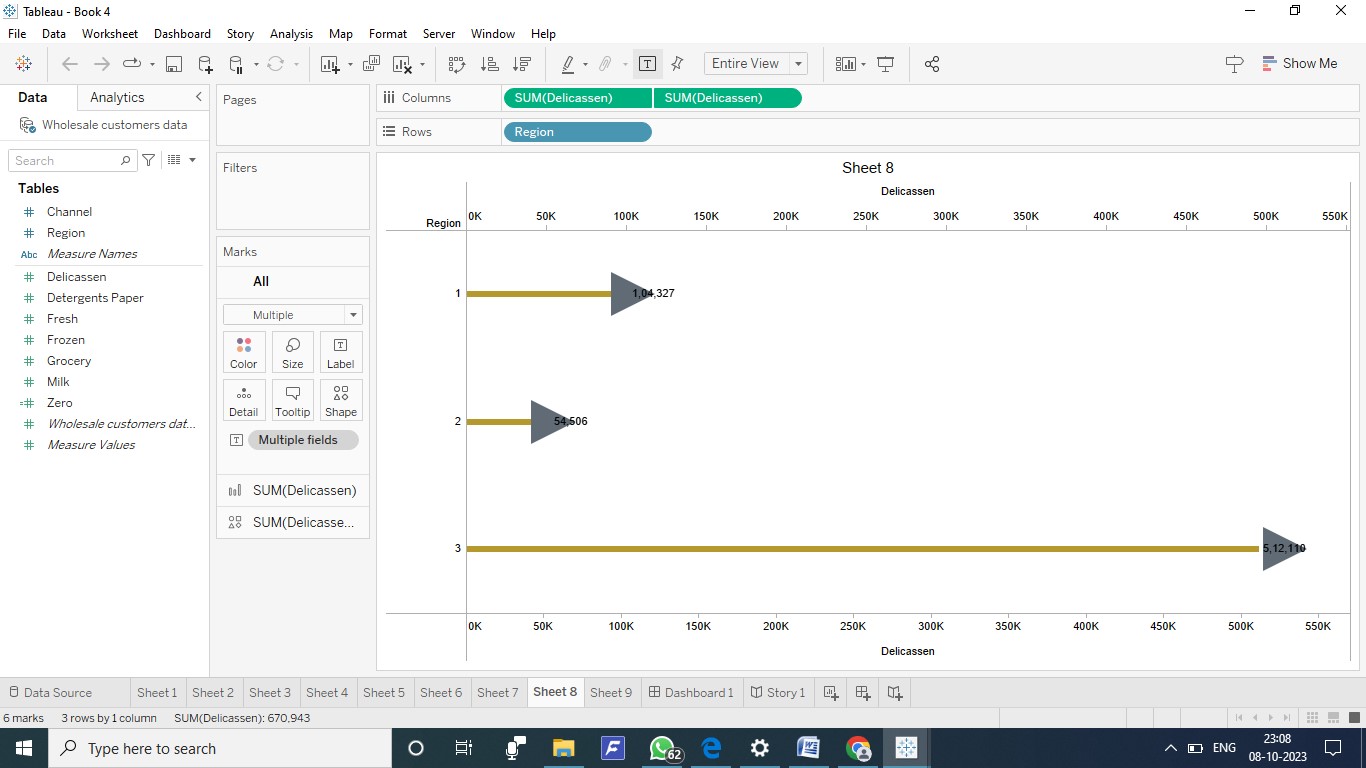 Tableau - Book 4
File Data Worksheet Dashboard Story Analysis Map Format Server Window Help
Entire View
Show Me
Data Analytics
Wholesale customers data
Search
Tables
Channel
Region
Abc Measure Names
Delicassen
Detergents Paper
Fresh
Frozen
Grocery
Milk
Zero
Wholesale customers dat...
Measure Values
Pages
Filters
Marks
All
Multiple
Color Size Label
Detail Tooltip Shape
Multiple fields
SUM(Delicassen)
SUM(Delicasse...
Columns SUM(Delicassen) SUM(Delicassen)
Rows Region
Sheet 8
Delicassen
Region 0K 50K 100K 150K 200K 250K 300K 350K 400K 450K 500K 550K
1 1,04,327
2 54,506
3 5,12,110
0K 50K 100K 150K 200K 250K 300K 350K 400K 450K 500K 550K
Delicassen
Data Source Sheet 1 Sheet 2 Sheet 3 Sheet 4 Sheet 5 Sheet 6 Sheet 7 Sheet 8 Sheet 9 Dashboard 1 Story 1
6 marks 3 rows by 1 column SUM(Delicassen): 670,943
Type here to search
62
ENG
23:08
08-10-2023